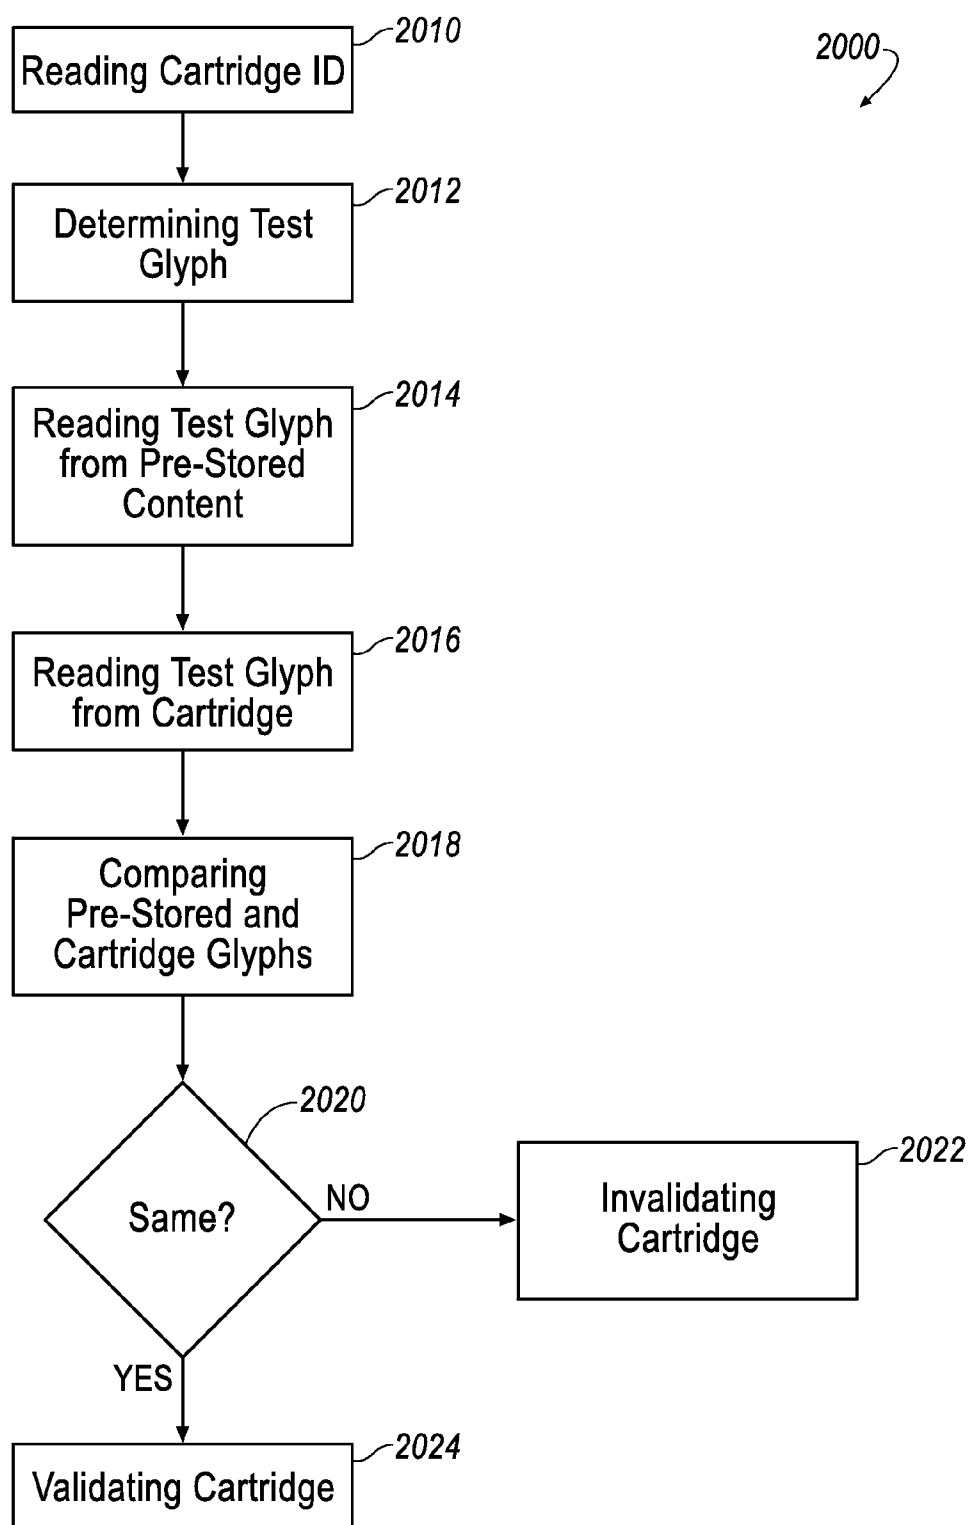 2010
2000
Reading Cartridge ID
2012
Determining Test
Glyph
2014
Reading Test Glyph
from Pre-Stored
Content
2016
Reading Test Glyph
from Cartridge
2018
Comparing
Pre-Stored and
Cartridge Glyphs
2020
Same?
NO
2022
Invalidating
Cartridge
YES
2024
Validating Cartridge